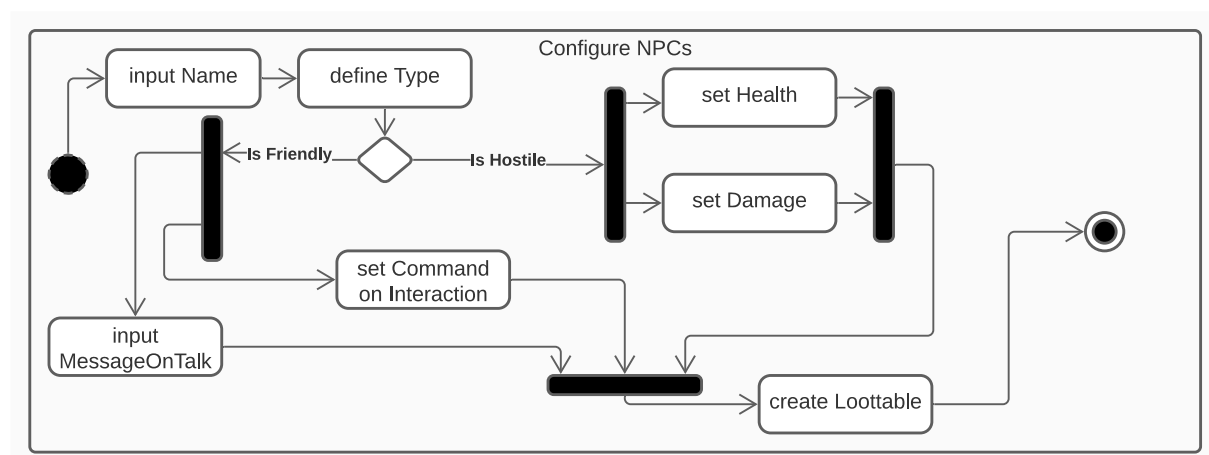 Configure NPCs
input Name
define Type
set Health
Is Friendly
Is Hostile
set Damage
set Command
on Interaction
input
MessageOnTalk
create Loottable